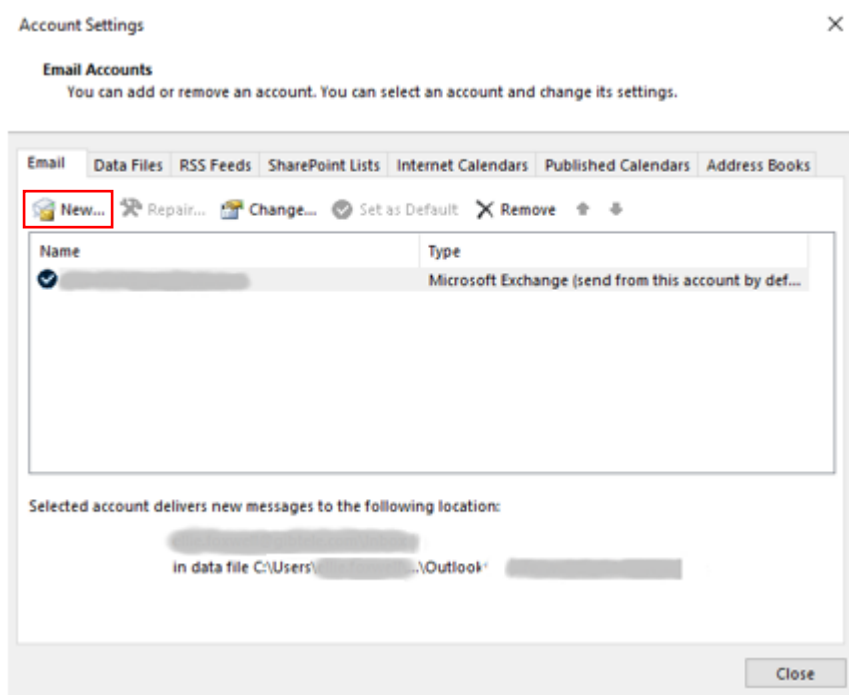 Account Settings
Email Accounts
You can add or remove an account. You can select an account and change its settings.
Email Data Files RSS Feeds SharePoint Lists Internet Calendars Published Calendars Address Books
New... Repair... Change... Set as Default Remove
Name Type
Microsoft Exchange (send from this account by def...
Selected account delivers new messages to the following location:
in data file C:\Users\ ...\Outlook
Close